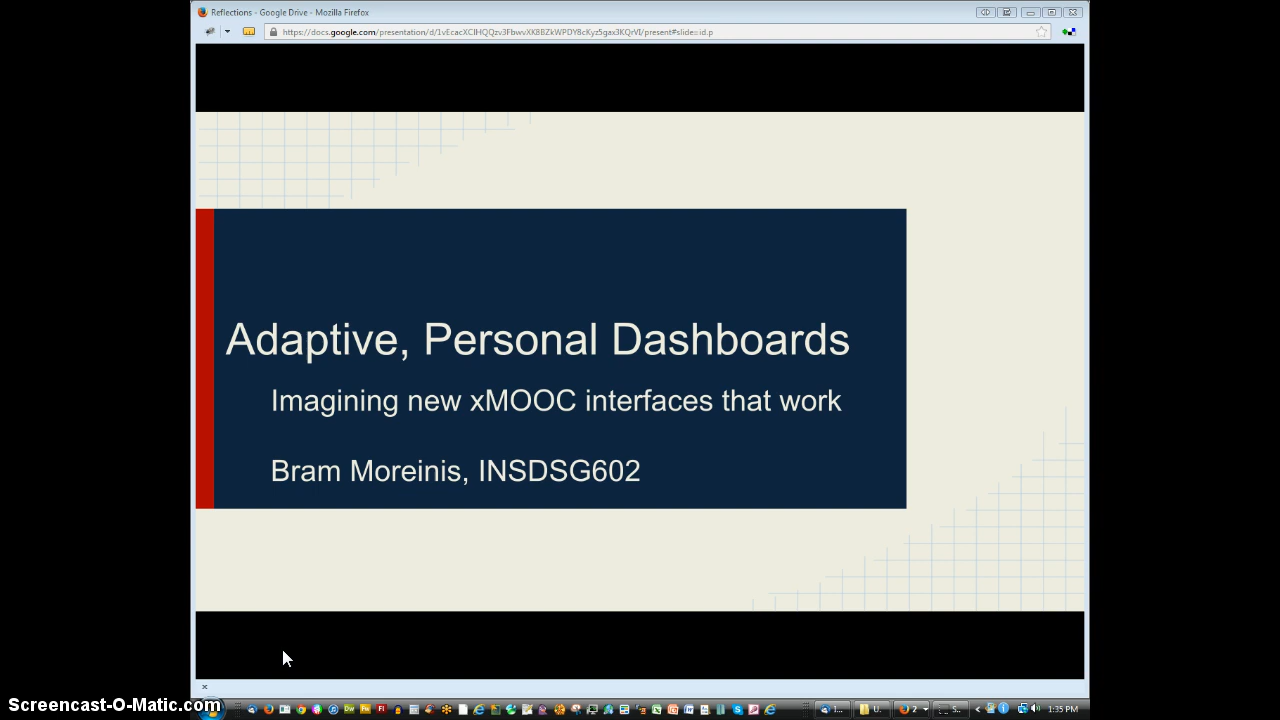 Reflections - Google Drive - Mozilla Firefox
Adaptive, Personal Dashboards
Imagining new xMOOC interfaces that work
Bram Moreinis, INSDSG602
Screencast-O-Matic.com
1:35 PM